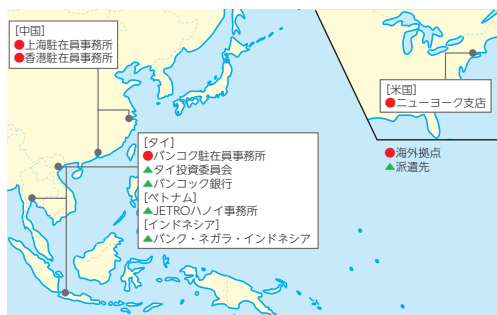 [中国]
●上海駐在員事務所
●香港駐在員事務所
[米国]
●ニューヨーク支店
●海外拠点
▲派遣先
[タイ]
●バンコク駐在員事務所
▲タイ投資委員会
▲バンコック銀行
[ベトナム]
▲JETROハノイ事務所
[インドネシア]
▲バンク・ネガラ・インドネシア